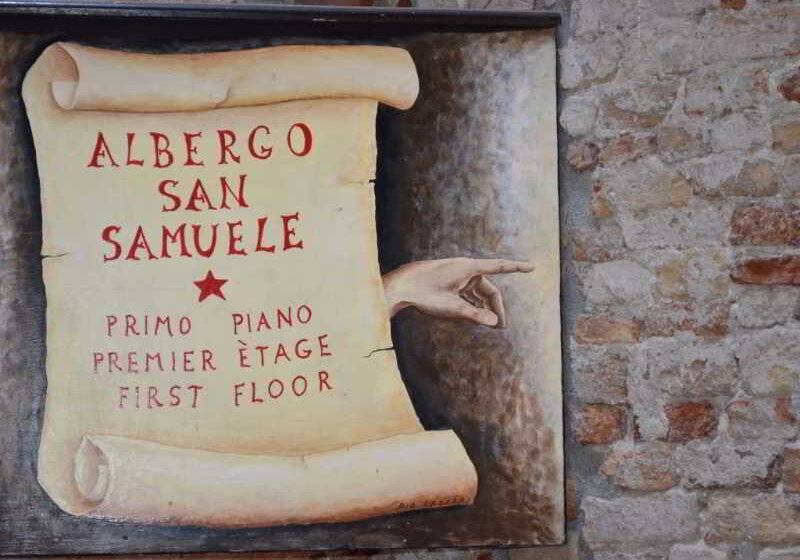 ALBERGO
SAN
SAMUELE
PRIMO PIANO
PREMIER ÈTAGE
FIRST FLOOR